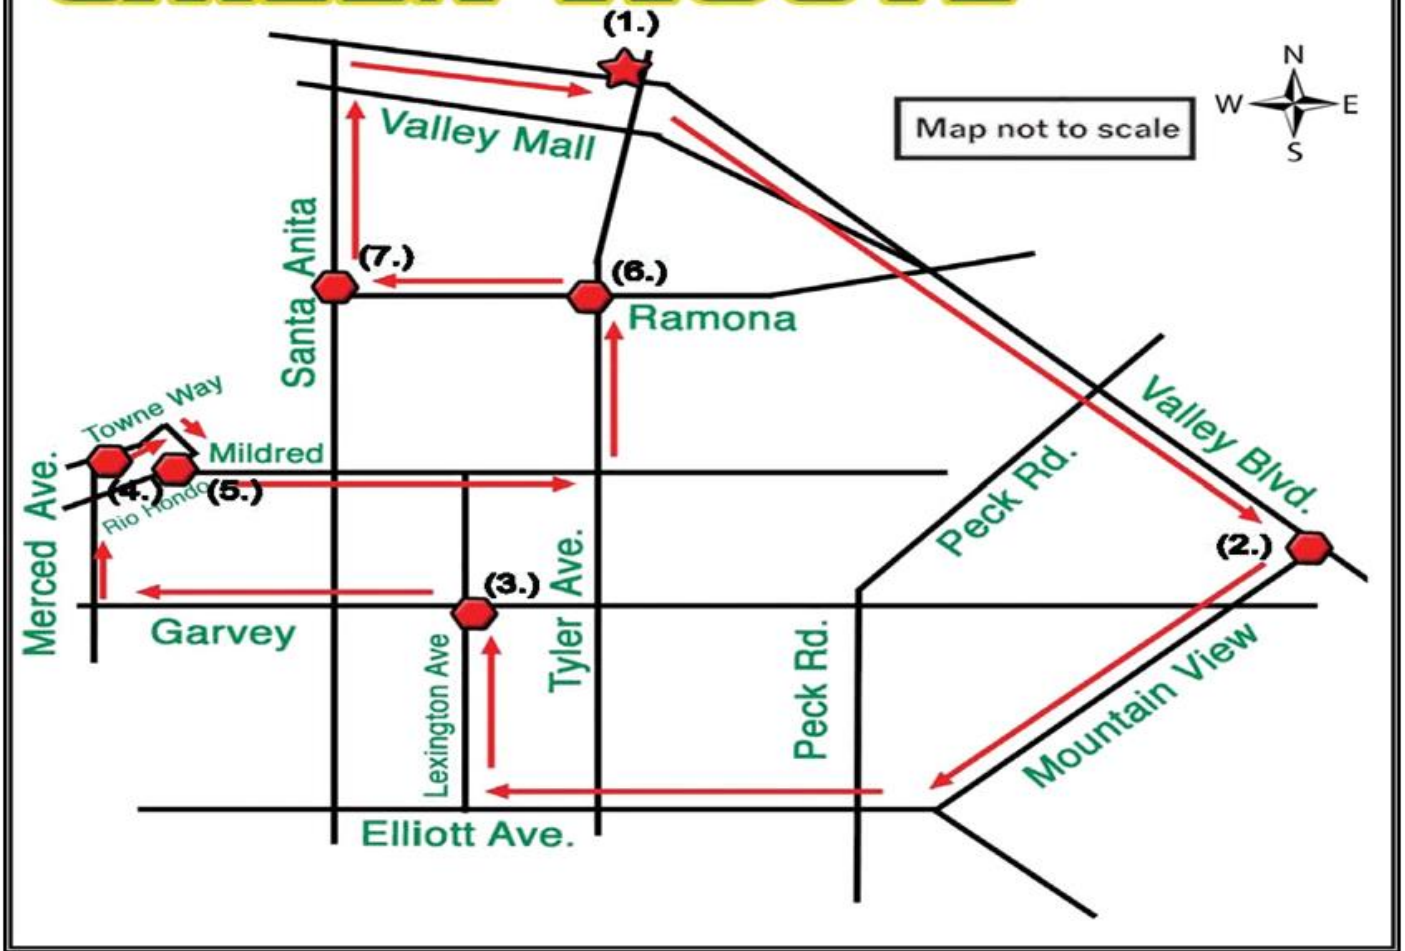 (1.)
N
W E
S
Map not to scale
Valley Mall
Santa Anita
(7.)
(6.)
Ramona
Towne Way
Mildred
Valley Blvd.
Peck Rd.
Merced Ave.
(4.)
(5.)
Rio Hondo
(2.)
(3.)
Tyler Ave.
Garvey
Lexington Ave
Peck Rd.
Mountain View
Elliott Ave.